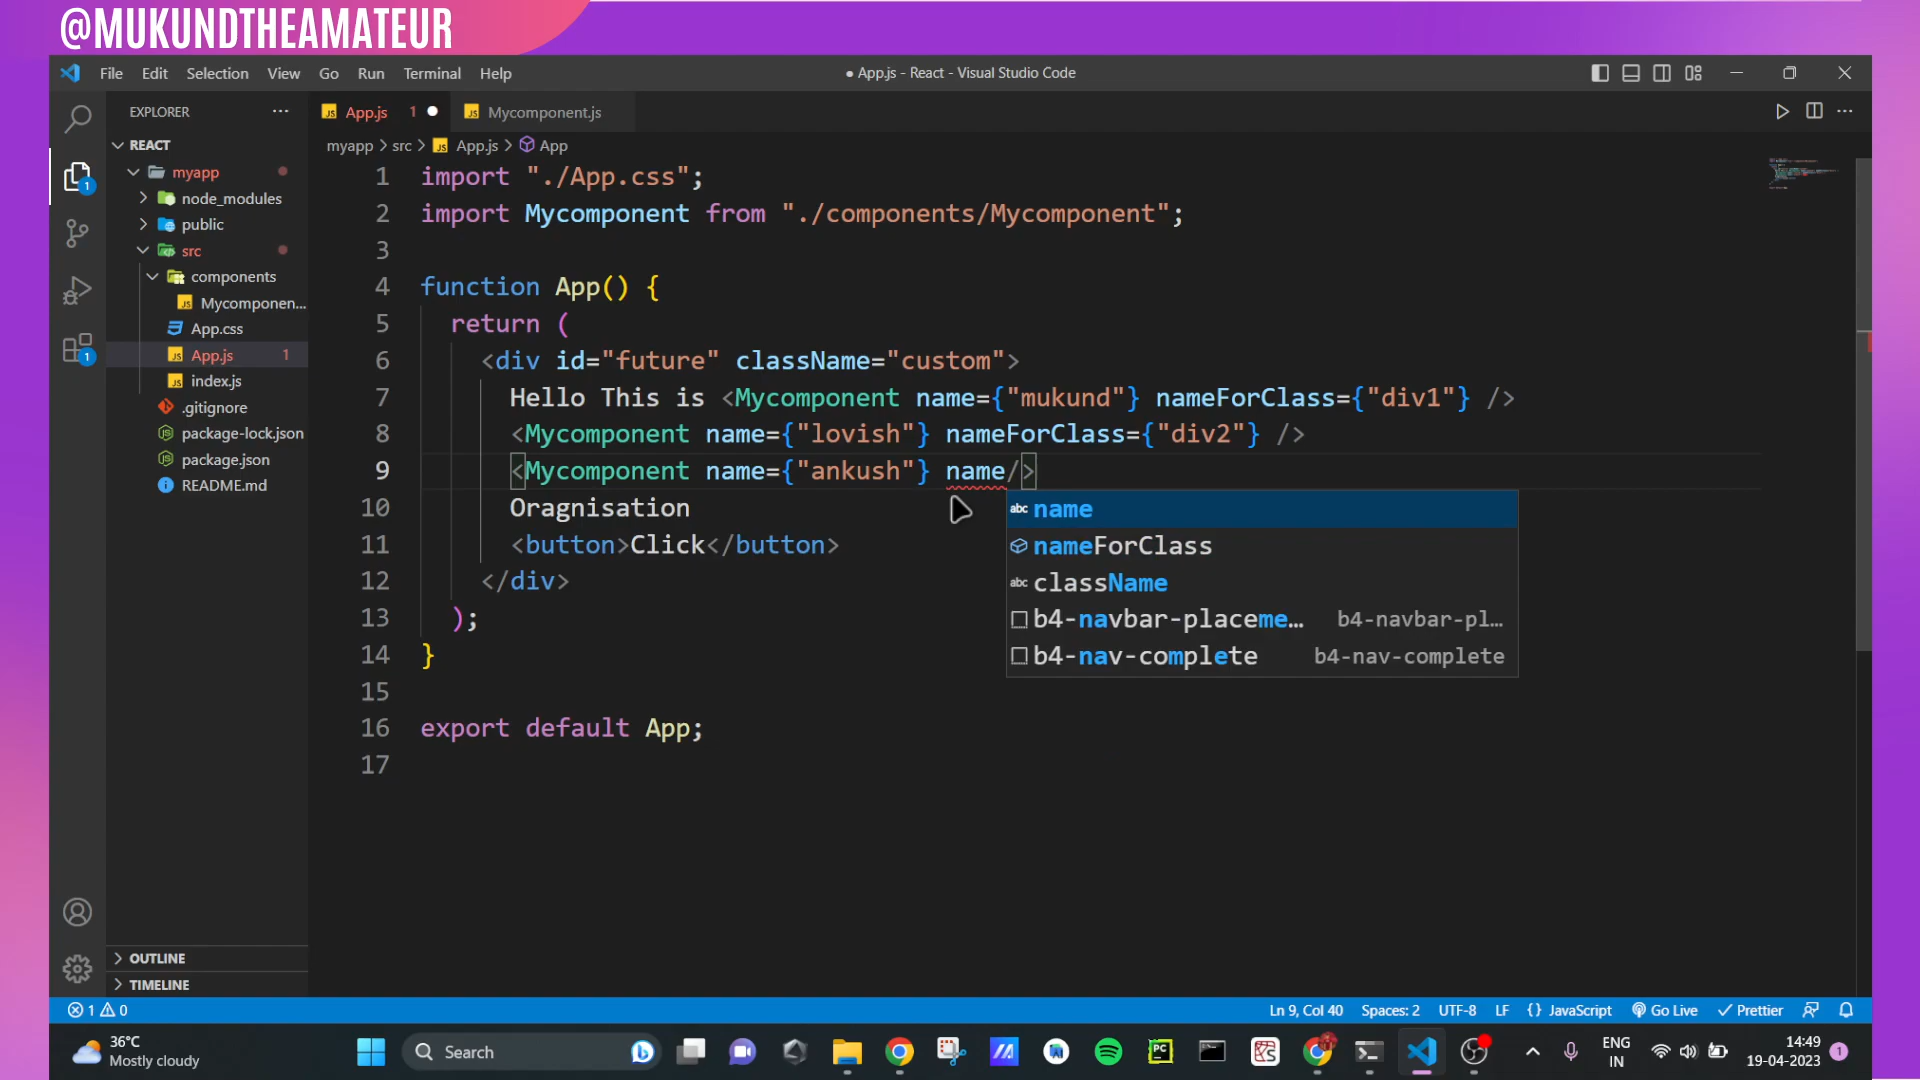 @MUKUNDTHEAMATEUR
File Edit Selection View Go Run Terminal Help
● App.js - React - Visual Studio Code
EXPLORER
App.js 1
Mycomponent.js
REACT
myapp > src > App.js > App
myapp
node_modules
public
src
components
Mycomponen...
App.css
App.js 1
index.js
.gitignore
package-lock.json
package.json
README.md
OUTLINE
TIMELINE
1 import "./App.css";
2 import Mycomponent from "./components/Mycomponent";
3
4 function App() {
5 return (
6 <div id="future" className="custom">
7 Hello This is <Mycomponent name={"mukund"} nameForClass={"div1"} />
8 <Mycomponent name={"lovish"} nameForClass={"div2"} />
9 <Mycomponent name={"ankush"} name/>
10 Oragnisation
11 <button>Click</button>
12 </div>
13 );
14 }
15
16 export default App;
17
abc name
nameForClass
abc className
b4-navbar-placeme... b4-navbar-pl...
b4-nav-complete b4-nav-complete
1 0
Ln 9, Col 40 Spaces: 2 UTF-8 LF {} JavaScript Go Live Prettier
36°C
Mostly cloudy
Search
ENG
IN
14:49
19-04-2023
1